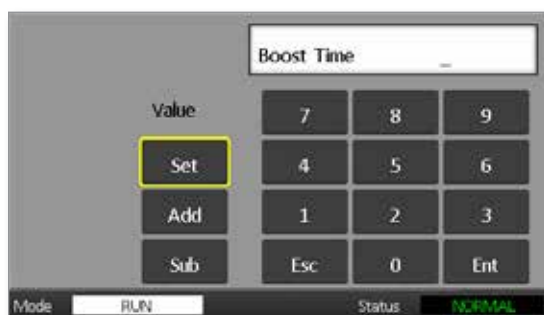 Boost Time _
Value 7 8 9
Set 4 5 6
Add 1 2 3
Sub Esc 0 Ent
Mode RUN Status NORMAL